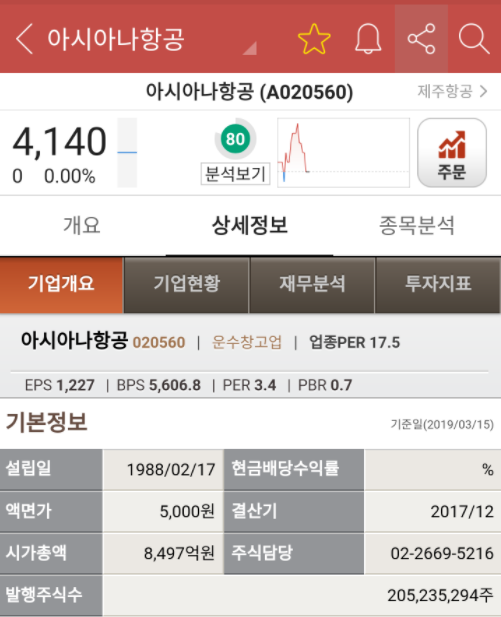 아시아나항공
아시아나항공 (A020560) 제주항공 >
4,140
0 0.00%
80
분석보기
주문
개요 상세정보 종목분석
기업개요 기업현황 재무분석 투자지표
아시아나항공 020560 | 운수창고업 | 업종PER 17.5
EPS 1,227 | BPS 5,606.8 | PER 3.4 | PBR 0.7
기본정보 기준일(2019/03/15)
설립일 1988/02/17 현금배당수익률 %
액면가 5,000원 결산기 2017/12
시가총액 8,497억원 주식담당 02-2669-5216
발행주식수 205,235,294주